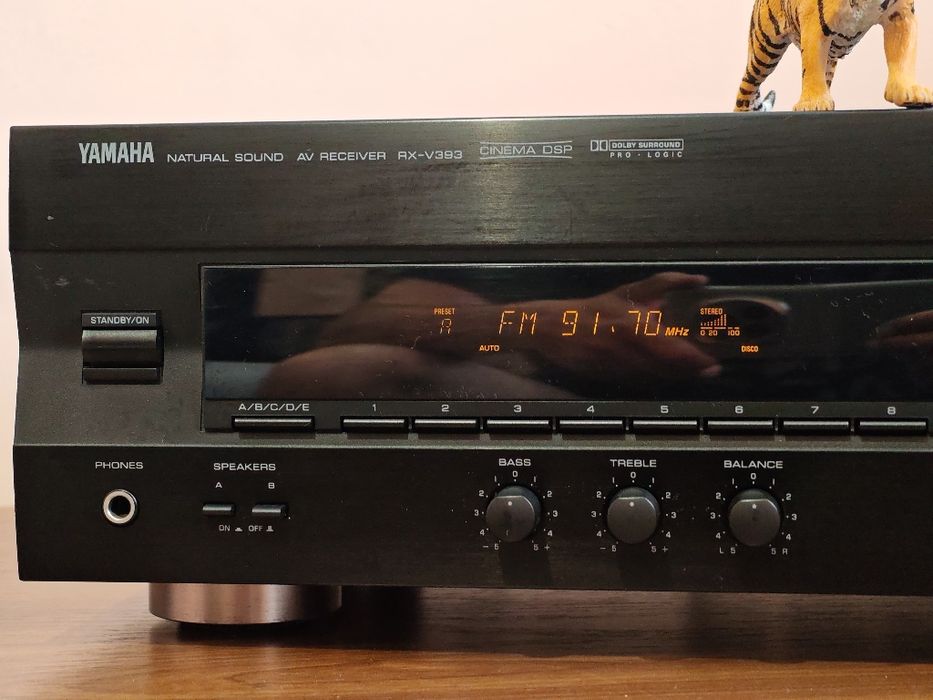 YAMAHA NATURAL SOUND AV RECEIVER RX-V393 CINEMA DSP DOLBY SURROUND
PRO · LOGIC
STANDBY/ON
PRESET
A
FM 91.70 MHz
STEREO
0 20 100
AUTO
DISCO
A/B/C/D/E 1 2 3 4 5 6 7 8
PHONES
SPEAKERS
A B
ON OFF
BASS
0
1 1
2 2
3 3
4 4
- 5 5 +
TREBLE
0
1 1
2 2
3 3
4 4
- 5 5 +
BALANCE
0
1 1
2 2
3 3
4 4
L 5 5 R